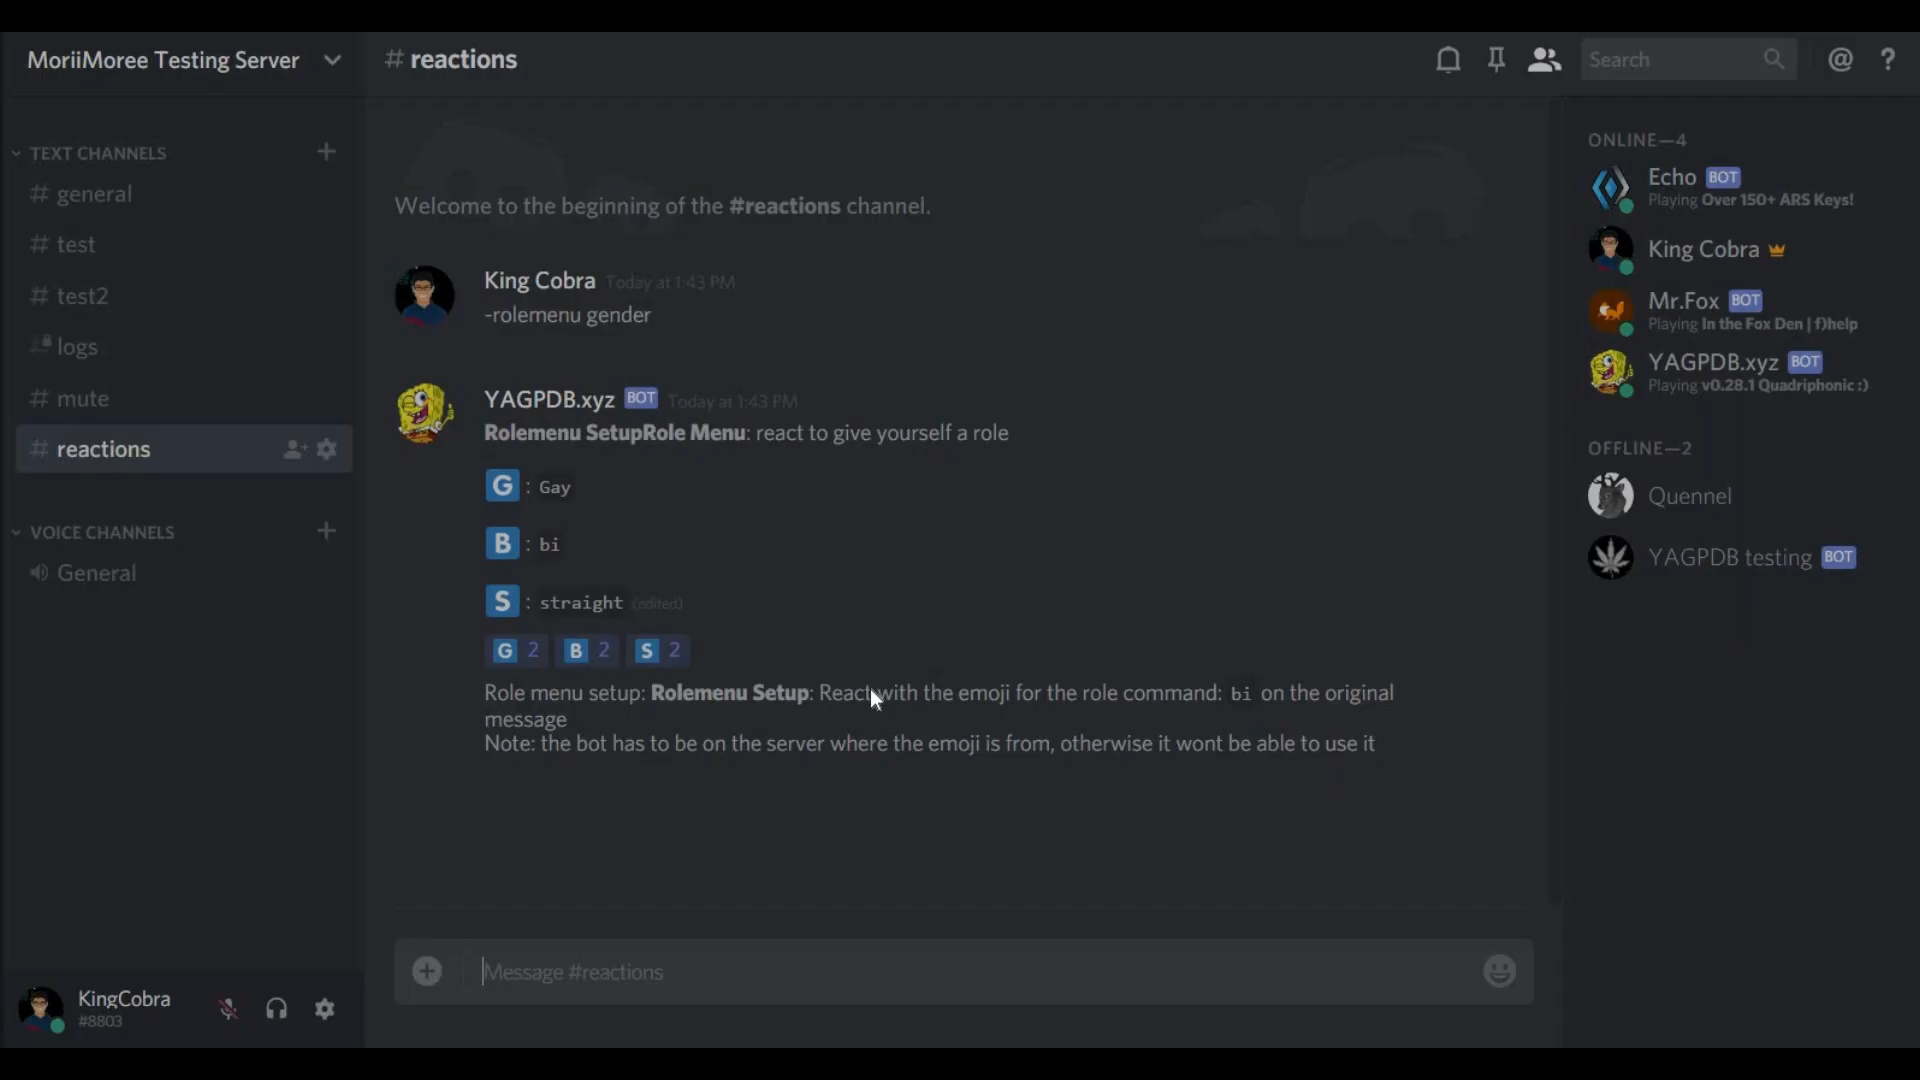 MoriiMoree Testing Server
# reactions
Search
@ ?
TEXT CHANNELS
# general
# test
# test2
logs
# mute
# reactions
VOICE CHANNELS
General
KingCobra
#8803
Welcome to the beginning of the #reactions channel.
King Cobra Today at 1:43 PM
-rolemenu gender
YAGPDB.xyz BOT Today at 1:43 PM
Rolemenu SetupRole Menu: react to give yourself a role
G : Gay
B : bi
S : straight (edited)
G 2 B 2 S 2
Role menu setup: Rolemenu Setup: React with the emoji for the role command: bi on the original
message
Note: the bot has to be on the server where the emoji is from, otherwise it wont be able to use it
Message #reactions
ONLINE—4
Echo BOT
Playing Over 150+ ARS Keys!
King Cobra
Mr.Fox BOT
Playing In the Fox Den | f)help
YAGPDB.xyz BOT
Playing v0.28.1 Quadriphonic :)
OFFLINE—2
Quennel
YAGPDB testing BOT